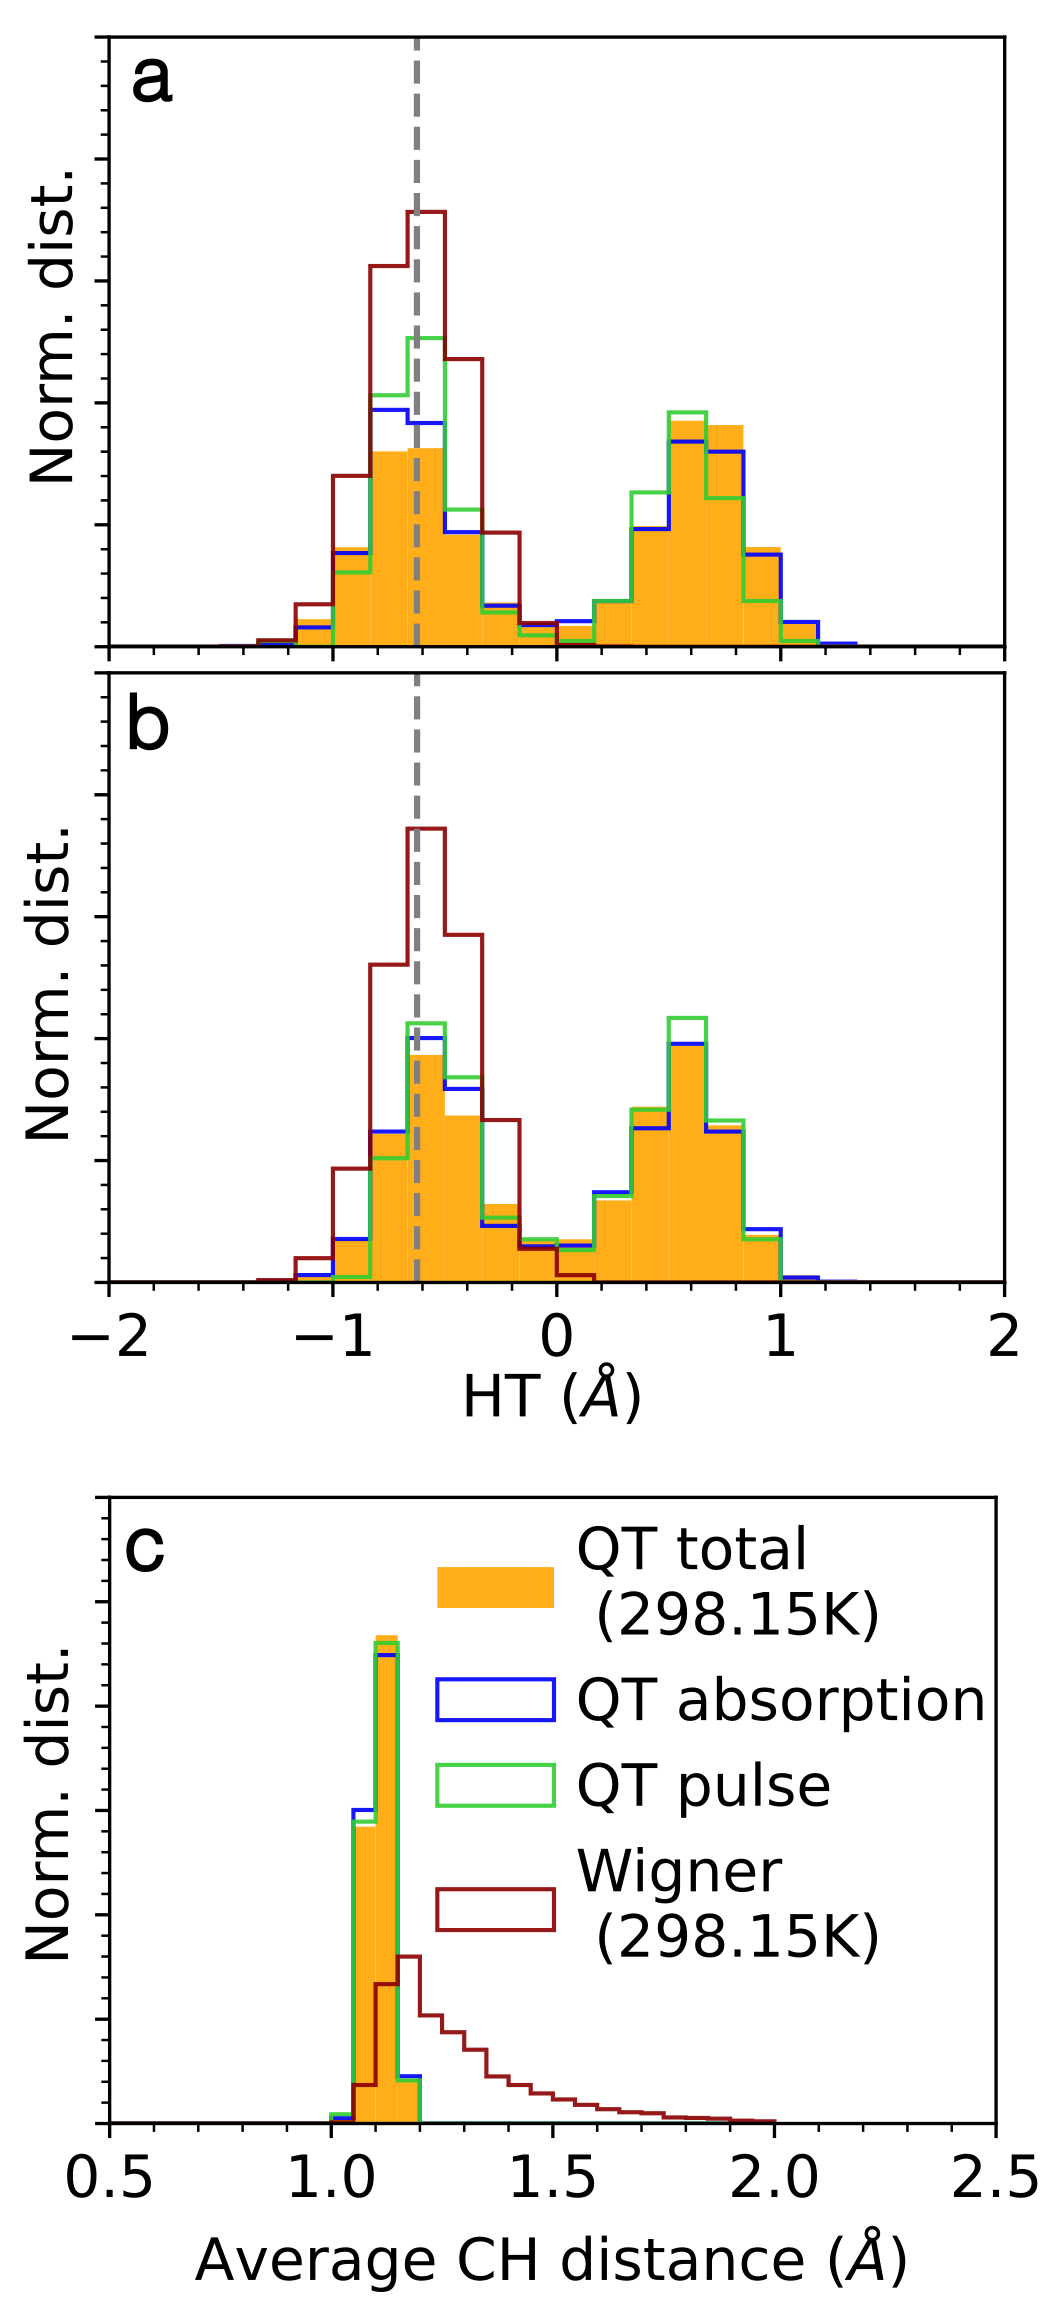 a
Norm. dist.
b
Norm. dist.
−2 −1 0 1 2
HT (Å)
c
QT total
(298.15K)
QT absorption
QT pulse
Wigner
(298.15K)
Norm. dist.
0.5 1.0 1.5 2.0 2.5
Average CH distance (Å)